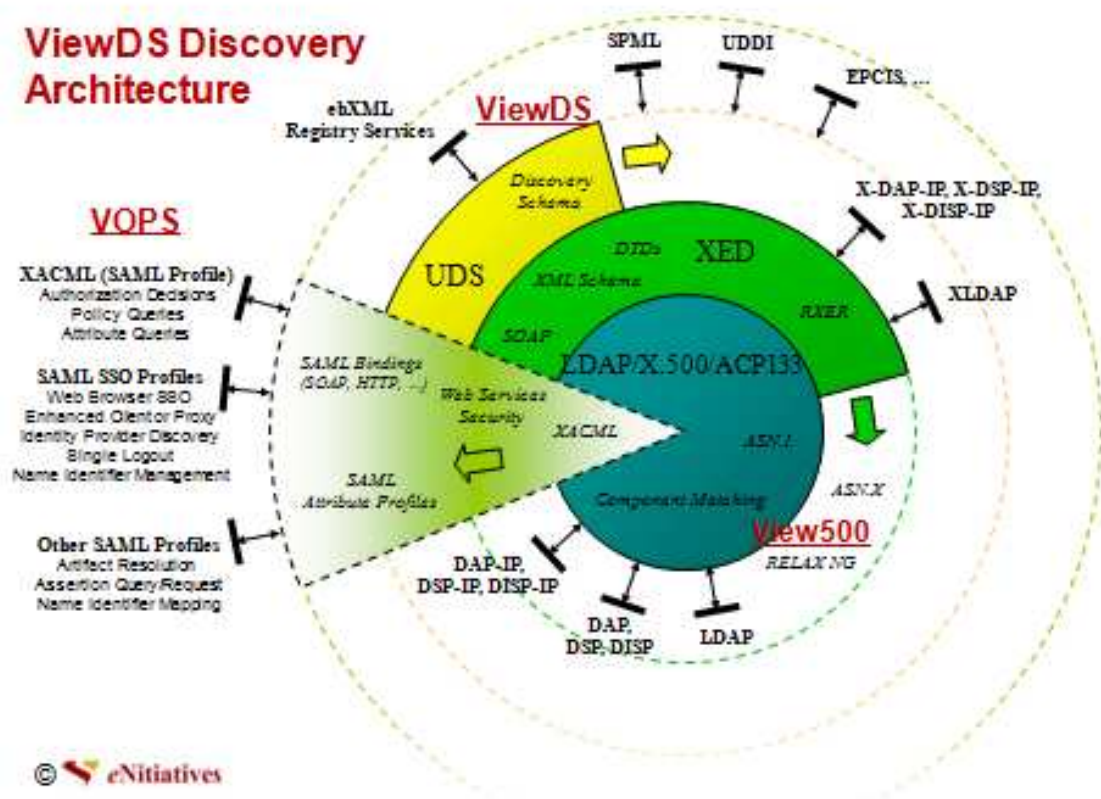 ViewDS Discovery
Architecture
SPML
UDDI
EPCIS, ...
ebXML
Registry Services
ViewDS
Discovery
Schema
X-DAP-IP, X-DSP-IP,
X-DISP-IP
VOPS
UDS
DTDs
XED
XML Schema
XACML (SAML Profile)
Authorization Decisions
Policy Queries
Attribute Queries
XLDAP
RXER
SOAP
LDAP/X.500/ACP133
SAML Bindings
(SOAP, HTTP, ...)
Web Services
Security
XACML
ASN.1
SAML SSO Profiles
Web Browser SSO
Enhanced Client or Proxy
Identity Provider Discovery
Single Logout
Name Identifier Management
SAML
Attribute Profiles
Component Matching
ASN.X
View500
RELAX NG
Other SAML Profiles
Artifact Resolution
Assertion Query/Request
Name Identifier Mapping
DAP-IP,
DSP-IP, DISP-IP
DAP,
DSP, DISP
LDAP
© eNitiatives